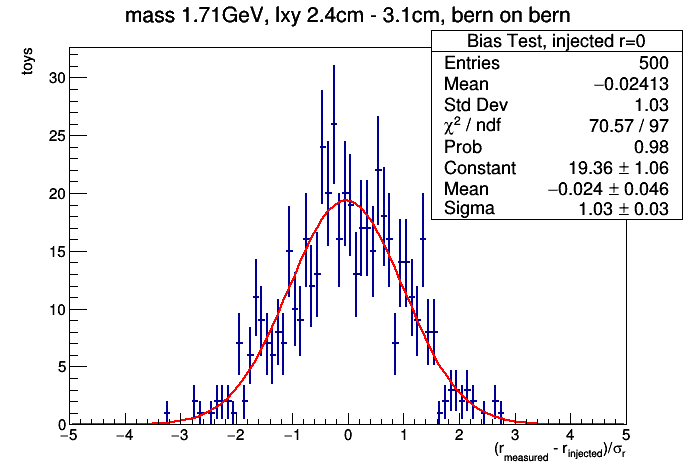 mass 1.71GeV, lxy 2.4cm - 3.1cm, bern on bern
toys
Bias Test, injected r=0
Entries 500
Mean −0.02413
Std Dev 1.03
χ² / ndf 70.57 / 97
Prob 0.98
Constant 19.36 ± 1.06
Mean −0.024 ± 0.046
Sigma 1.03 ± 0.03
30
25
20
15
10
5
0
−5 −4 −3 −2 −1 0 1 2 3 4 5
(r_measured - r_injected)/σ_r